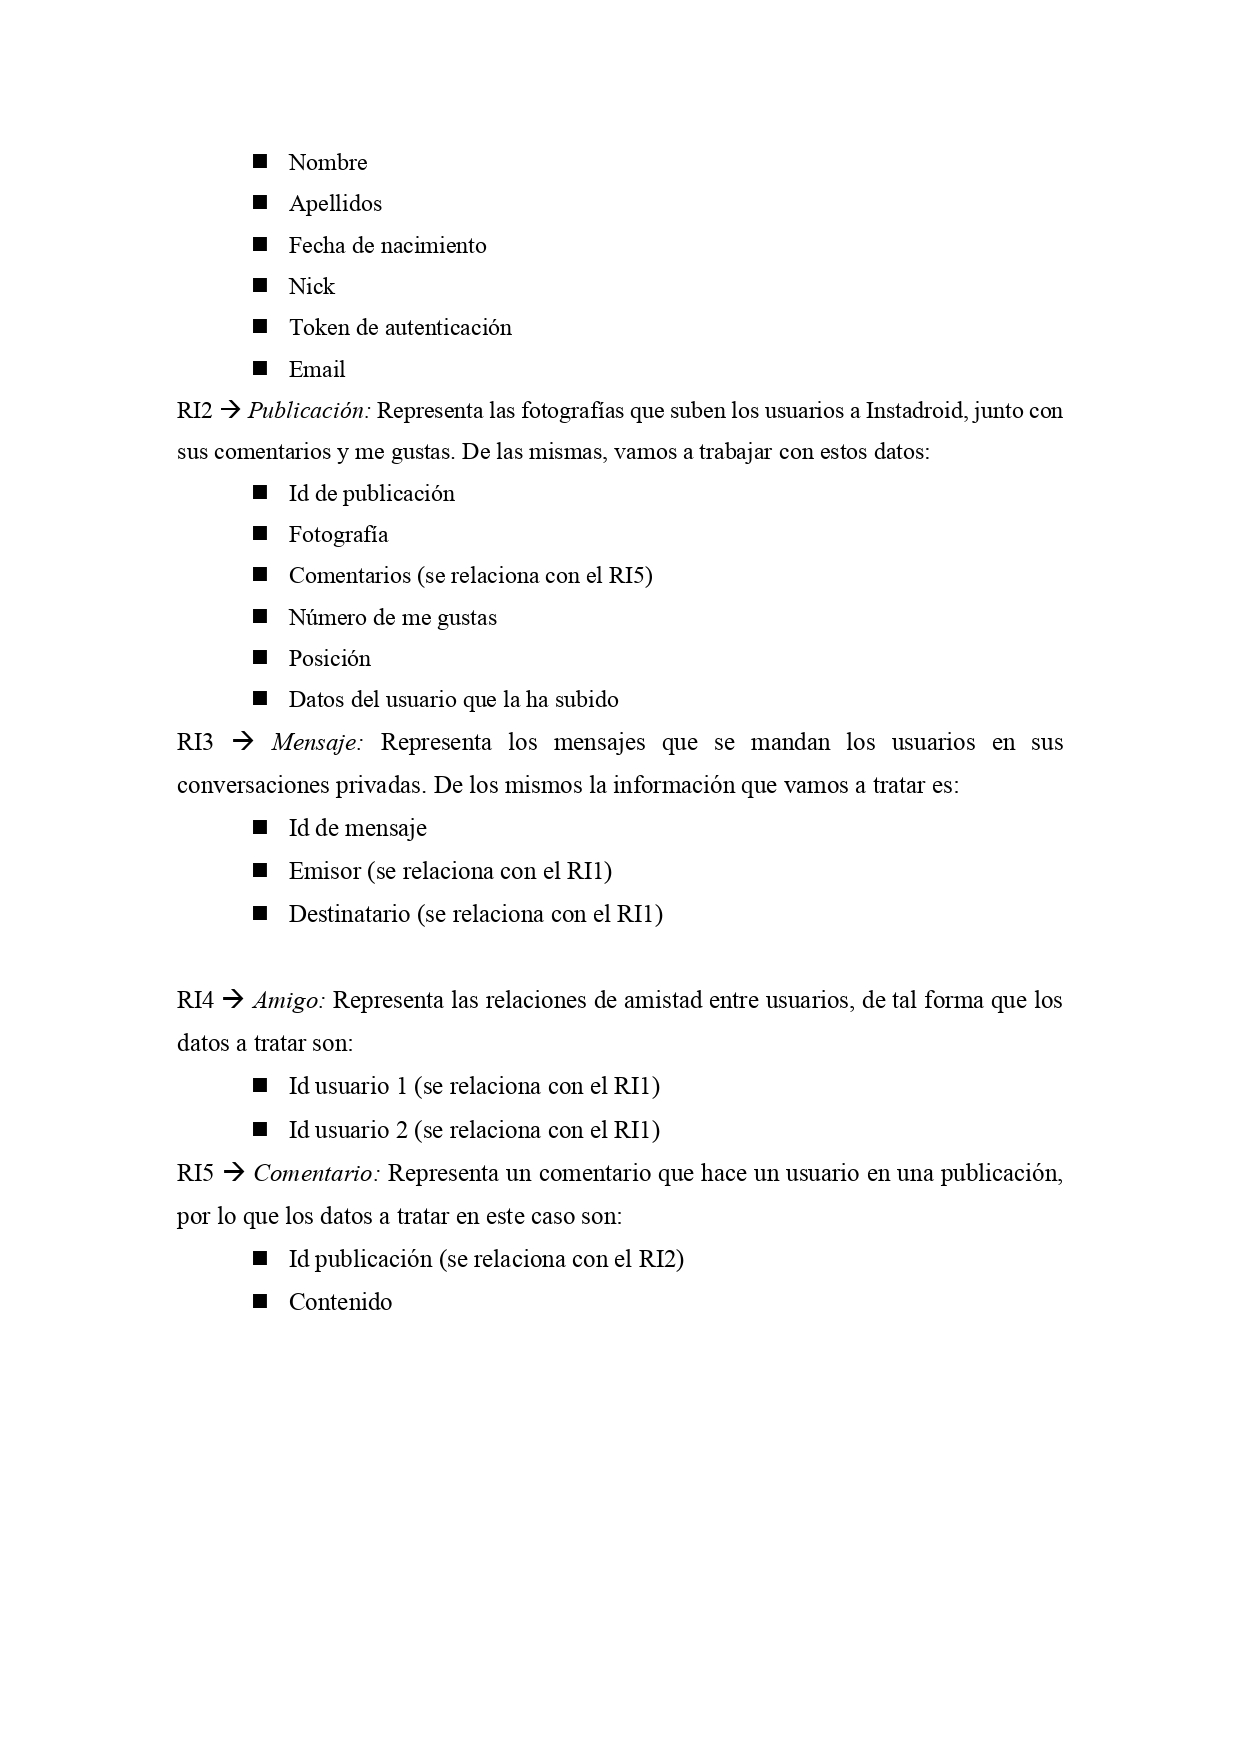 ■ Nombre
■ Apellidos
■ Fecha de nacimiento
■ Nick
■ Token de autenticación
■ Email
RI2 → Publicación: Representa las fotografías que suben los usuarios a Instadroid, junto con
sus comentarios y me gustas. De las mismas, vamos a trabajar con estos datos:
■ Id de publicación
■ Fotografía
■ Comentarios (se relaciona con el RI5)
■ Número de me gustas
■ Posición
■ Datos del usuario que la ha subido
RI3 → Mensaje: Representa los mensajes que se mandan los usuarios en sus
conversaciones privadas. De los mismos la información que vamos a tratar es:
■ Id de mensaje
■ Emisor (se relaciona con el RI1)
■ Destinatario (se relaciona con el RI1)
RI4 → Amigo: Representa las relaciones de amistad entre usuarios, de tal forma que los
datos a tratar son:
■ Id usuario 1 (se relaciona con el RI1)
■ Id usuario 2 (se relaciona con el RI1)
RI5 → Comentario: Representa un comentario que hace un usuario en una publicación,
por lo que los datos a tratar en este caso son:
■ Id publicación (se relaciona con el RI2)
■ Contenido